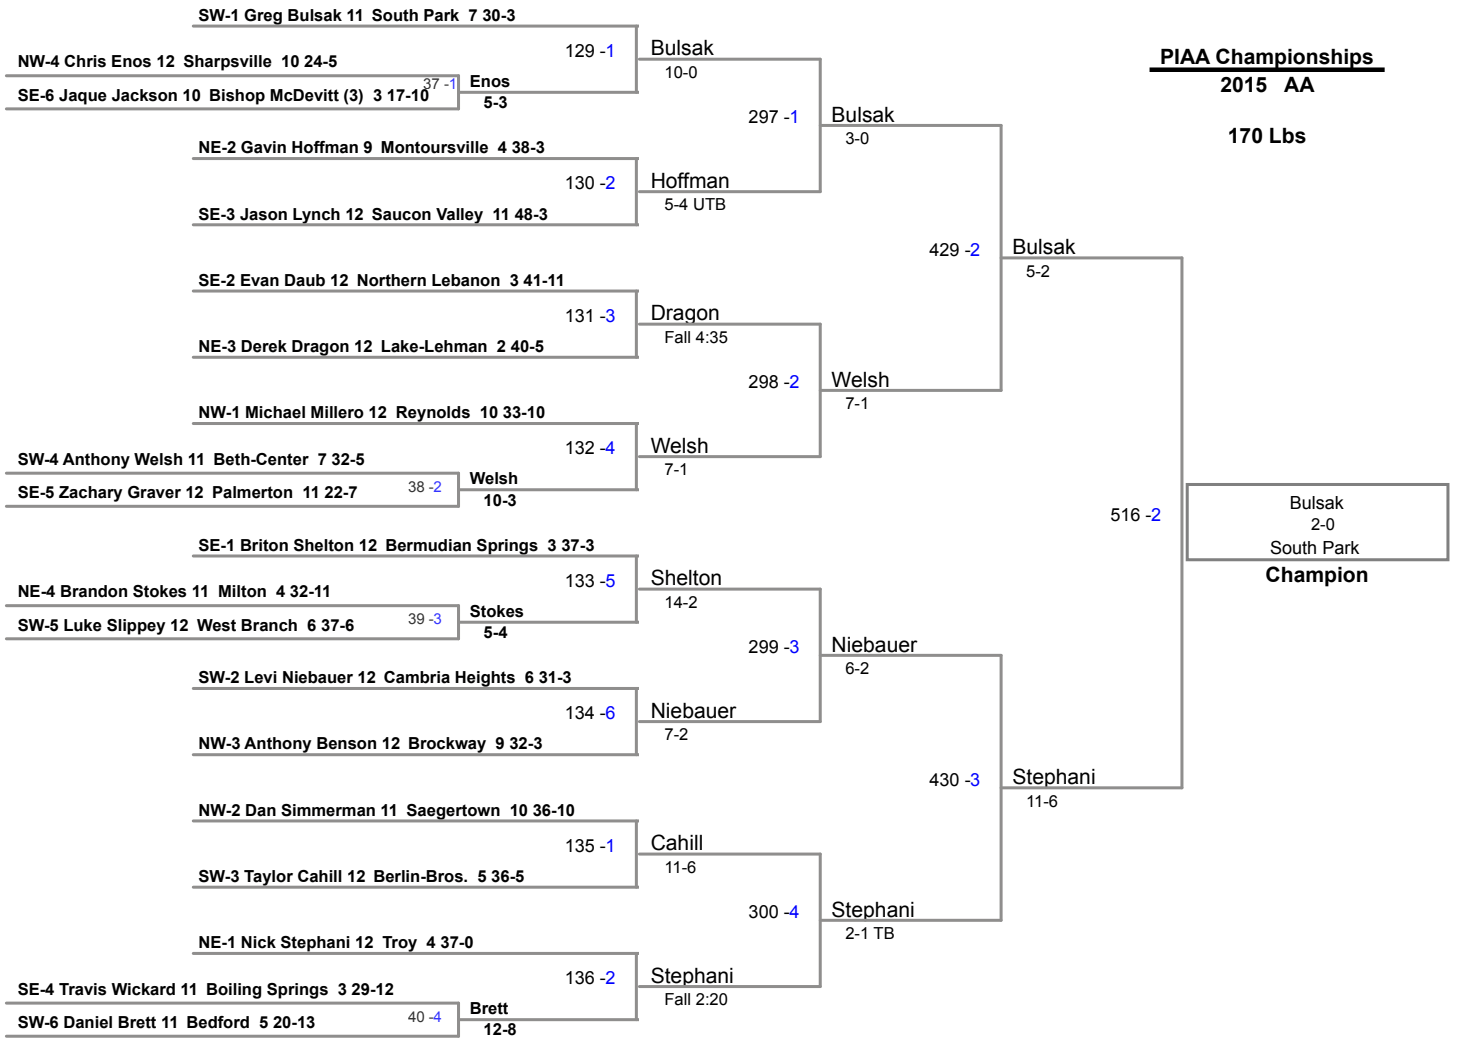 SW-1 Greg Bulsak 11 South Park 7 30-3
129 -1
Bulsak
10-0
NW-4 Chris Enos 12 Sharpsville 10 24-5
37 -1
Enos
5-3
SE-6 Jaque Jackson 10 Bishop McDevitt (3) 3 17-10
PIAA Championships
2015 AA
170 Lbs
297 -1
Bulsak
3-0
NE-2 Gavin Hoffman 9 Montoursville 4 38-3
130 -2
Hoffman
5-4 UTB
SE-3 Jason Lynch 12 Saucon Valley 11 48-3
429 -2
Bulsak
5-2
SE-2 Evan Daub 12 Northern Lebanon 3 41-11
131 -3
Dragon
Fall 4:35
NE-3 Derek Dragon 12 Lake-Lehman 2 40-5
298 -2
Welsh
7-1
NW-1 Michael Millero 12 Reynolds 10 33-10
132 -4
Welsh
7-1
SW-4 Anthony Welsh 11 Beth-Center 7 32-5
38 -2
Welsh
10-3
SE-5 Zachary Graver 12 Palmerton 11 22-7
516 -2
Bulsak
2-0
South Park
Champion
SE-1 Briton Shelton 12 Bermudian Springs 3 37-3
133 -5
Shelton
14-2
NE-4 Brandon Stokes 11 Milton 4 32-11
39 -3
Stokes
5-4
SW-5 Luke Slippey 12 West Branch 6 37-6
299 -3
Niebauer
6-2
SW-2 Levi Niebauer 12 Cambria Heights 6 31-3
134 -6
Niebauer
7-2
NW-3 Anthony Benson 12 Brockway 9 32-3
430 -3
Stephani
11-6
NW-2 Dan Simmerman 11 Saegertown 10 36-10
135 -1
Cahill
11-6
SW-3 Taylor Cahill 12 Berlin-Bros. 5 36-5
300 -4
Stephani
2-1 TB
NE-1 Nick Stephani 12 Troy 4 37-0
136 -2
Stephani
Fall 2:20
SE-4 Travis Wickard 11 Boiling Springs 3 29-12
40 -4
Brett
12-8
SW-6 Daniel Brett 11 Bedford 5 20-13